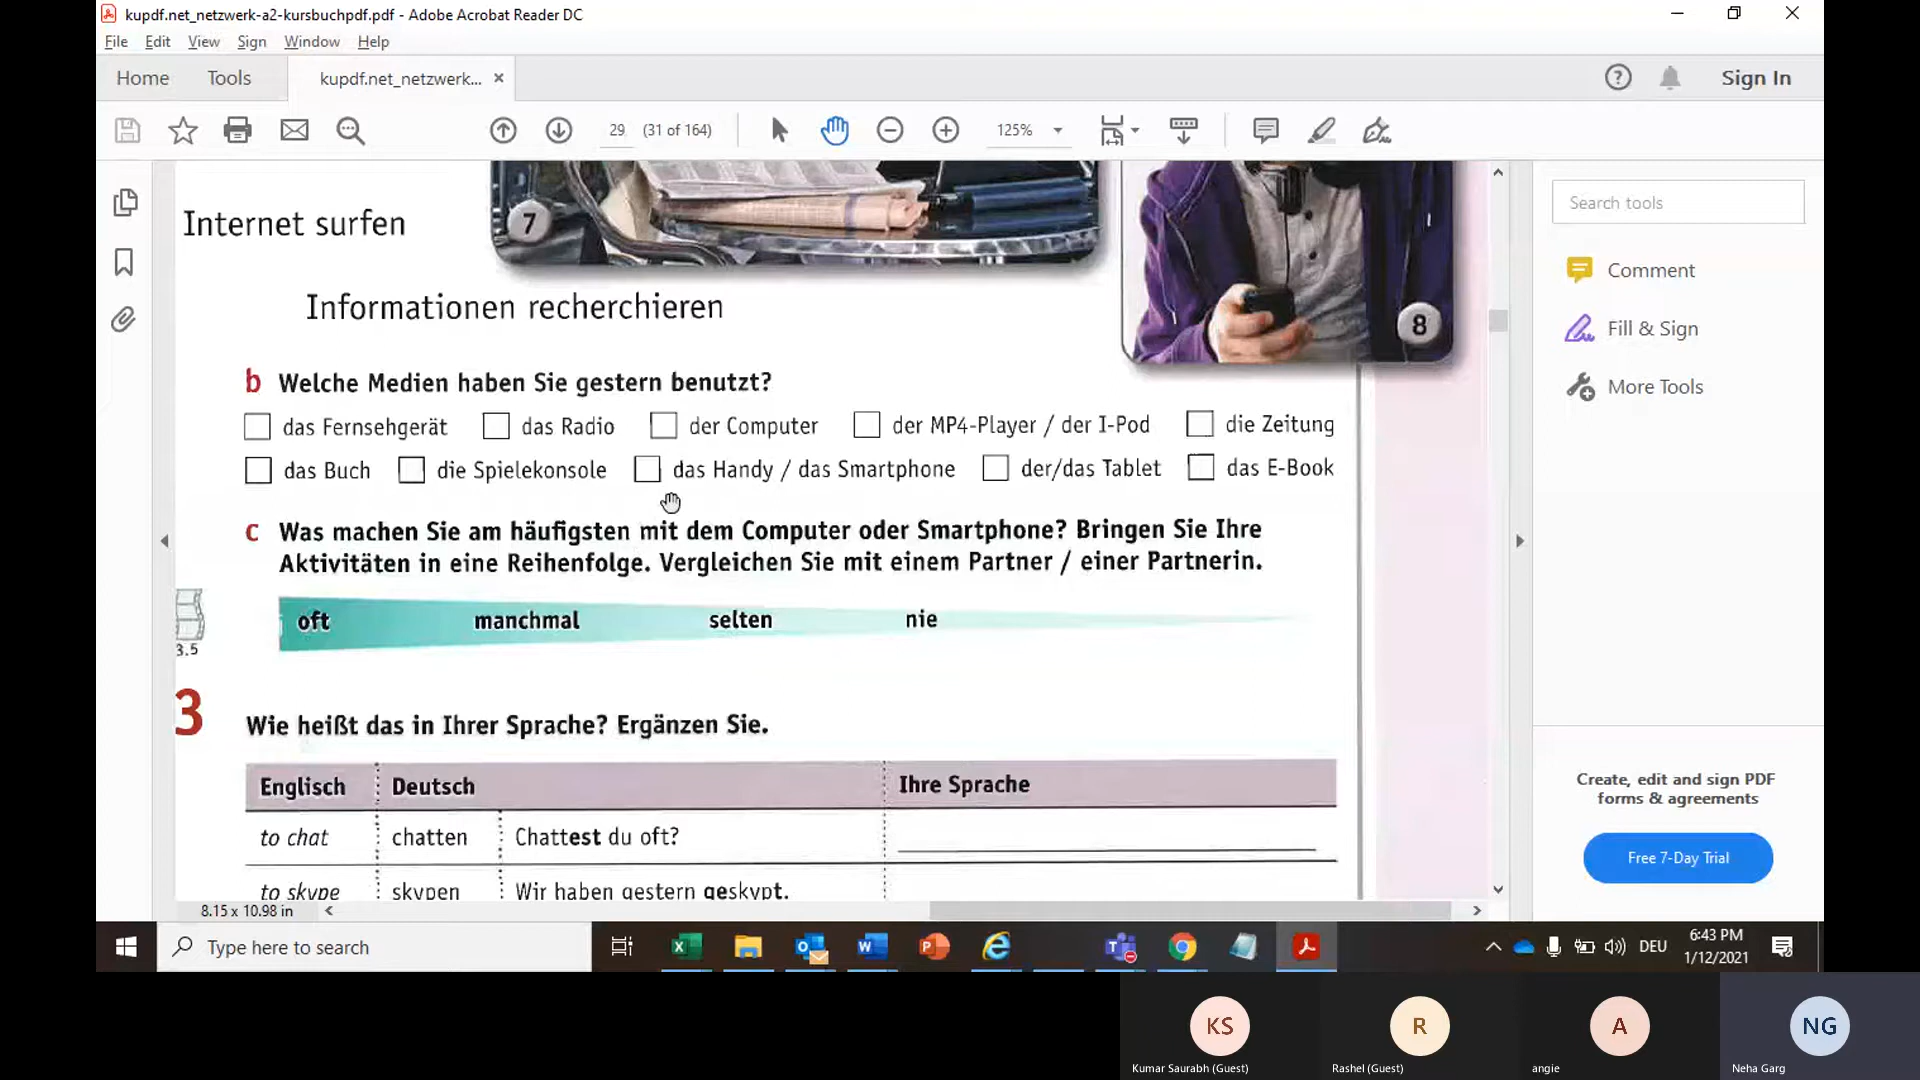 kupdf.net_netzwerk-a2-kursbuchpdf.pdf - Adobe Acrobat Reader DC
File Edit View Sign Window Help
Home Tools kupdf.net_netzwerk... × Sign In
29 (31 of 164) 125%
Internet surfen
7
Informationen recherchieren
8
b Welche Medien haben Sie gestern benutzt?
das Fernsehgerät das Radio der Computer der MP4-Player / der I-Pod die Zeitung
das Buch die Spielekonsole das Handy / das Smartphone der/das Tablet das E-Book
c Was machen Sie am häufigsten mit dem Computer oder Smartphone? Bringen Sie Ihre
Aktivitäten in eine Reihenfolge. Vergleichen Sie mit einem Partner / einer Partnerin.
oft manchmal selten nie
3.5
3 Wie heißt das in Ihrer Sprache? Ergänzen Sie.
Englisch Deutsch Ihre Sprache
to chat chatten Chattest du oft?
to skype skypen Wir haben gestern geskypt.
8.15 x 10.98 in
Search tools
Comment
Fill & Sign
More Tools
Create, edit and sign PDF
forms & agreements
Free 7-Day Trial
Type here to search
DEU
6:43 PM
1/12/2021
KS
R
A
NG
Kumar Saurabh (Guest)
Rashel (Guest)
angie
Neha Garg